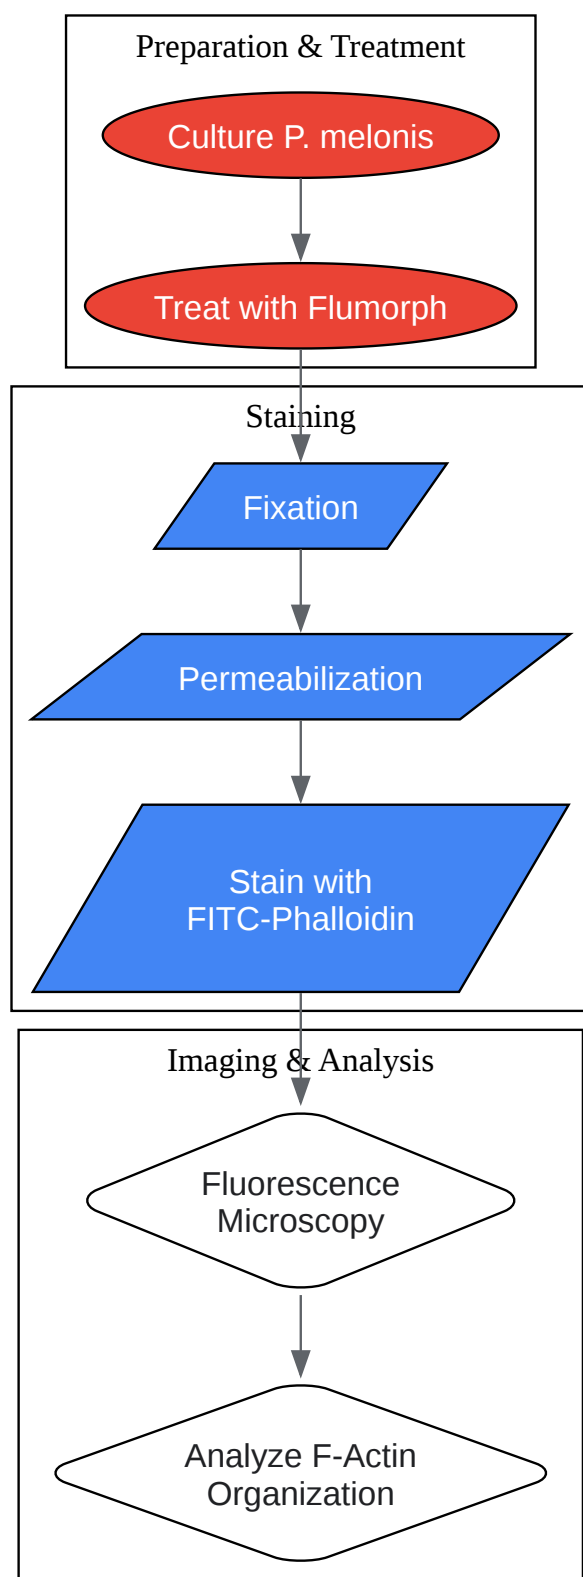 Preparation & Treatment
Culture P. melonis
Treat with Flumorph
Staining
Fixation
Permeabilization
Stain with
FITC-Phalloidin
Imaging & Analysis
Fluorescence
Microscopy
Analyze F-Actin
Organization